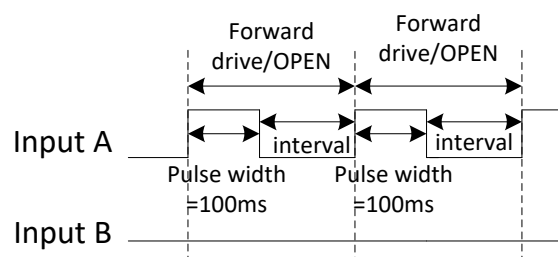 Forward
drive/OPEN
Forward
drive/OPEN
Input A
interval
interval
Pulse width
=100ms
Pulse width
=100ms
Input B